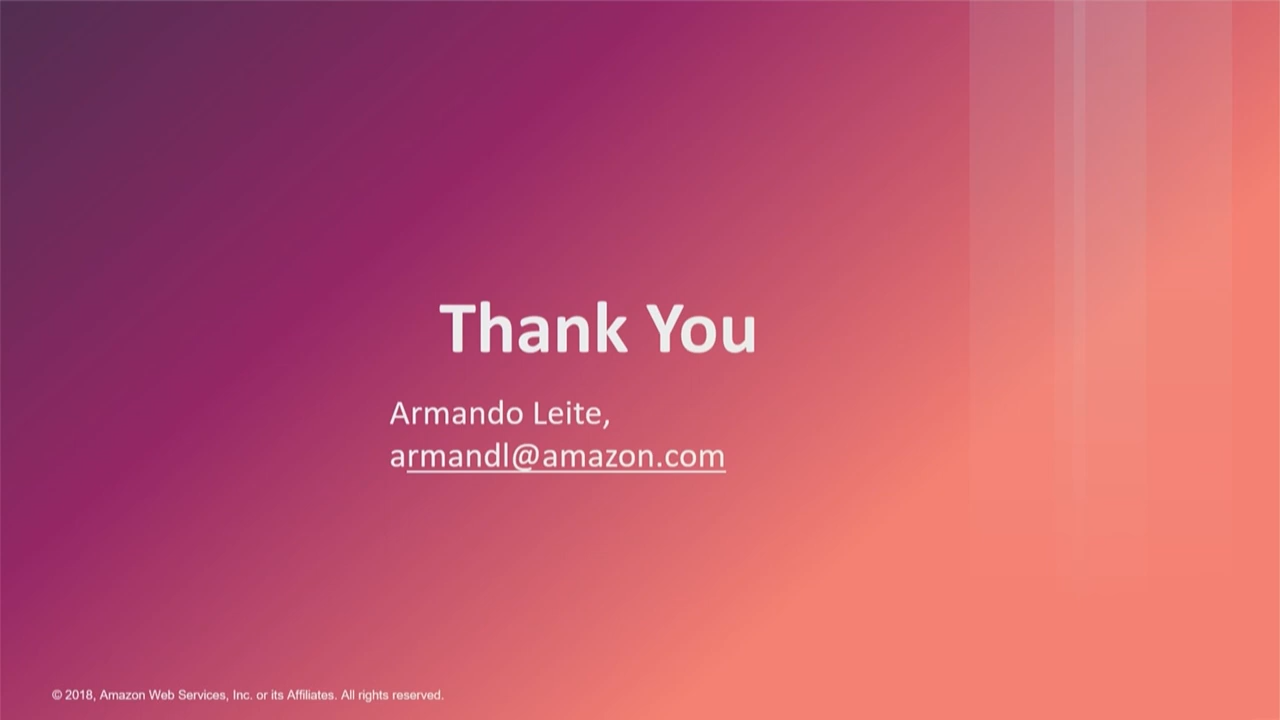 Thank You
Armando Leite,
armandl@amazon.com
© 2018, Amazon Web Services, Inc. or its Affiliates. All rights reserved.